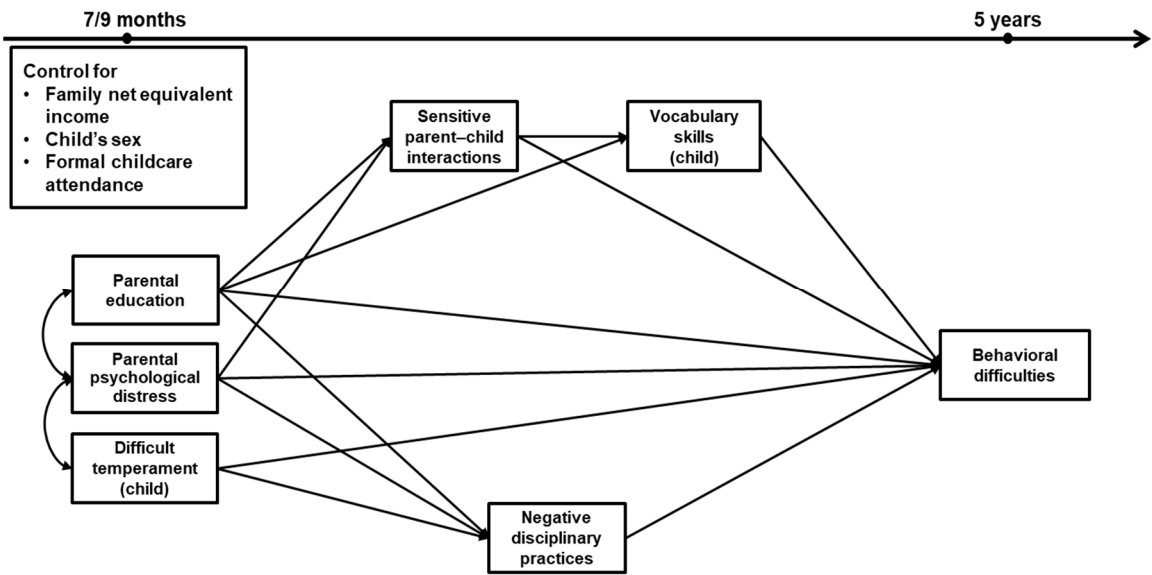 7/9 months
5 years
Control for
• Family net equivalent
income
• Child's sex
• Formal childcare
attendance
Sensitive
parent–child
interactions
Vocabulary
skills
(child)
Parental
education
Parental
psychological
distress
Behavioral
difficulties
Difficult
temperament
(child)
Negative
disciplinary
practices